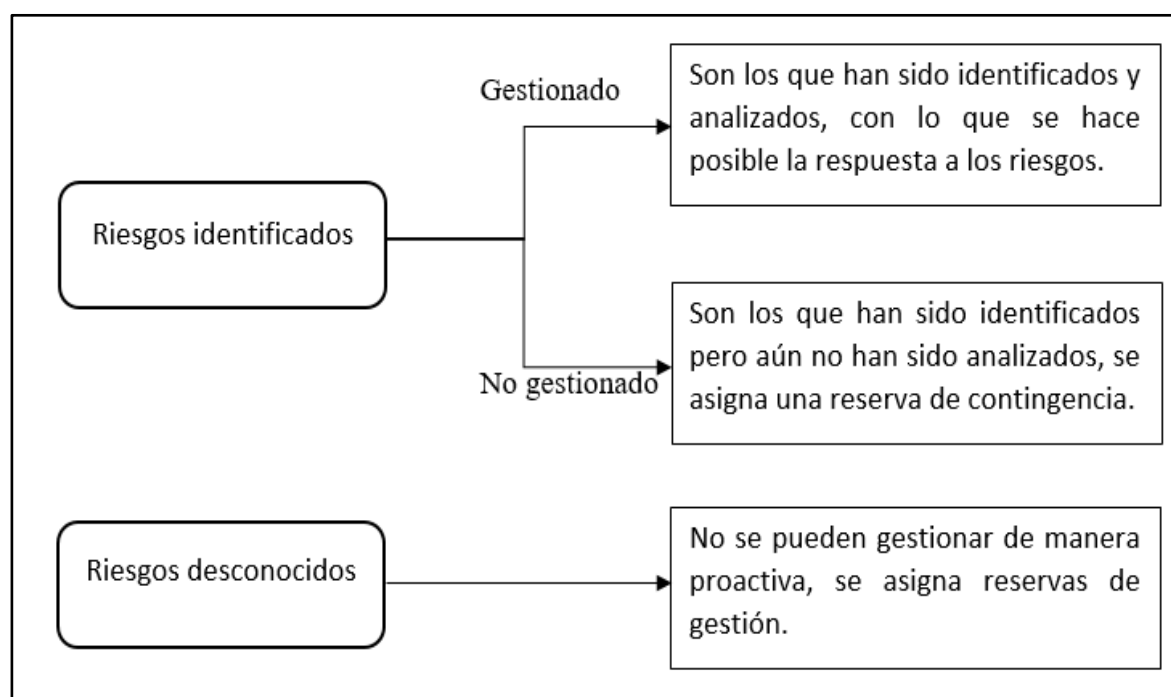 Gestionado
Son los que han sido identificados y
analizados, con lo que se hace
posible la respuesta a los riesgos.
Riesgos identificados
No gestionado
Son los que han sido identificados
pero aún no han sido analizados, se
asigna una reserva de contingencia.
Riesgos desconocidos
No se pueden gestionar de manera
proactiva, se asigna reservas de
gestión.